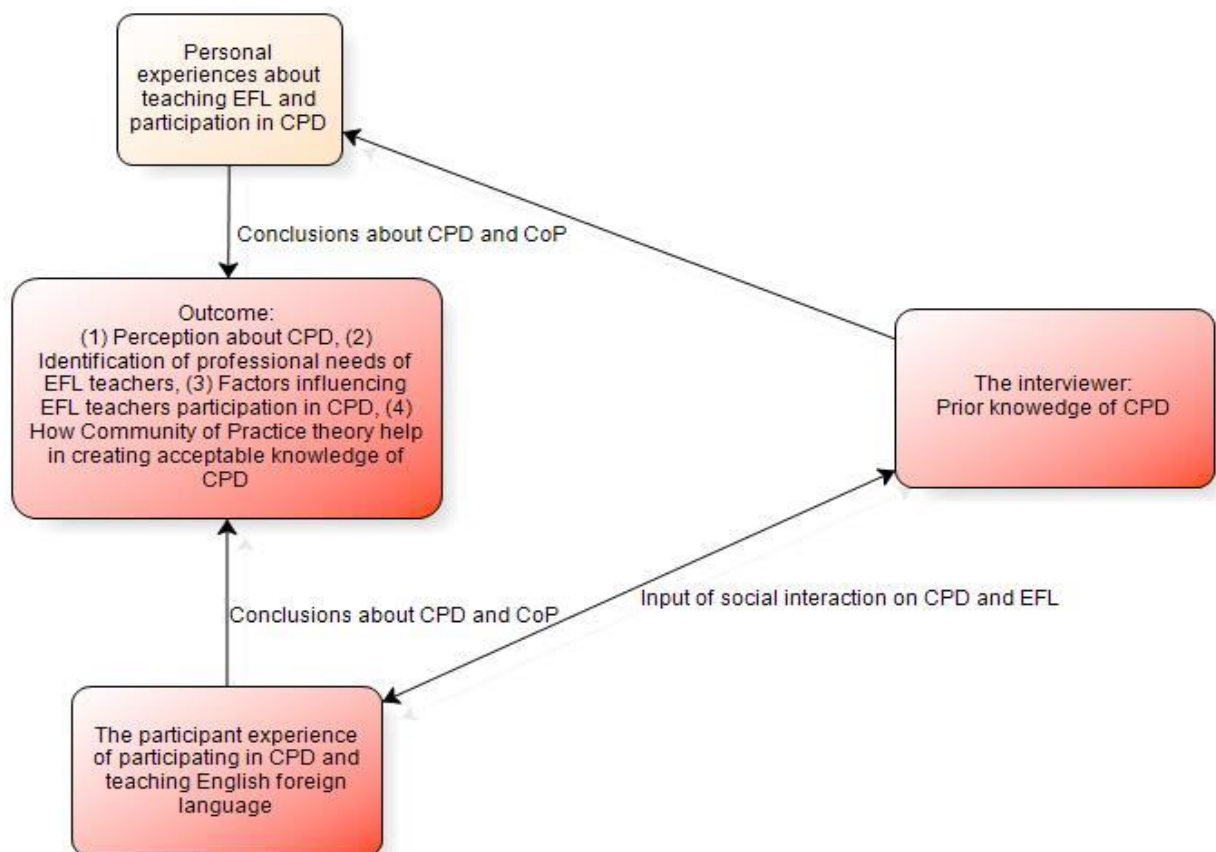 Personal
experiences about
teaching EFL and
participation in CPD
Conclusions about CPD and CoP
Outcome:
(1) Perception about CPD, (2)
Identification of professional needs of
EFL teachers, (3) Factors influencing
EFL teachers participation in CPD, (4)
How Community of Practice theory help
in creating acceptable knowledge of
CPD
The interviewer:
Prior knowedge of CPD
Input of social interaction on CPD and EFL
Conclusions about CPD and CoP
The participant experience
of participating in CPD and
teaching English foreign
language